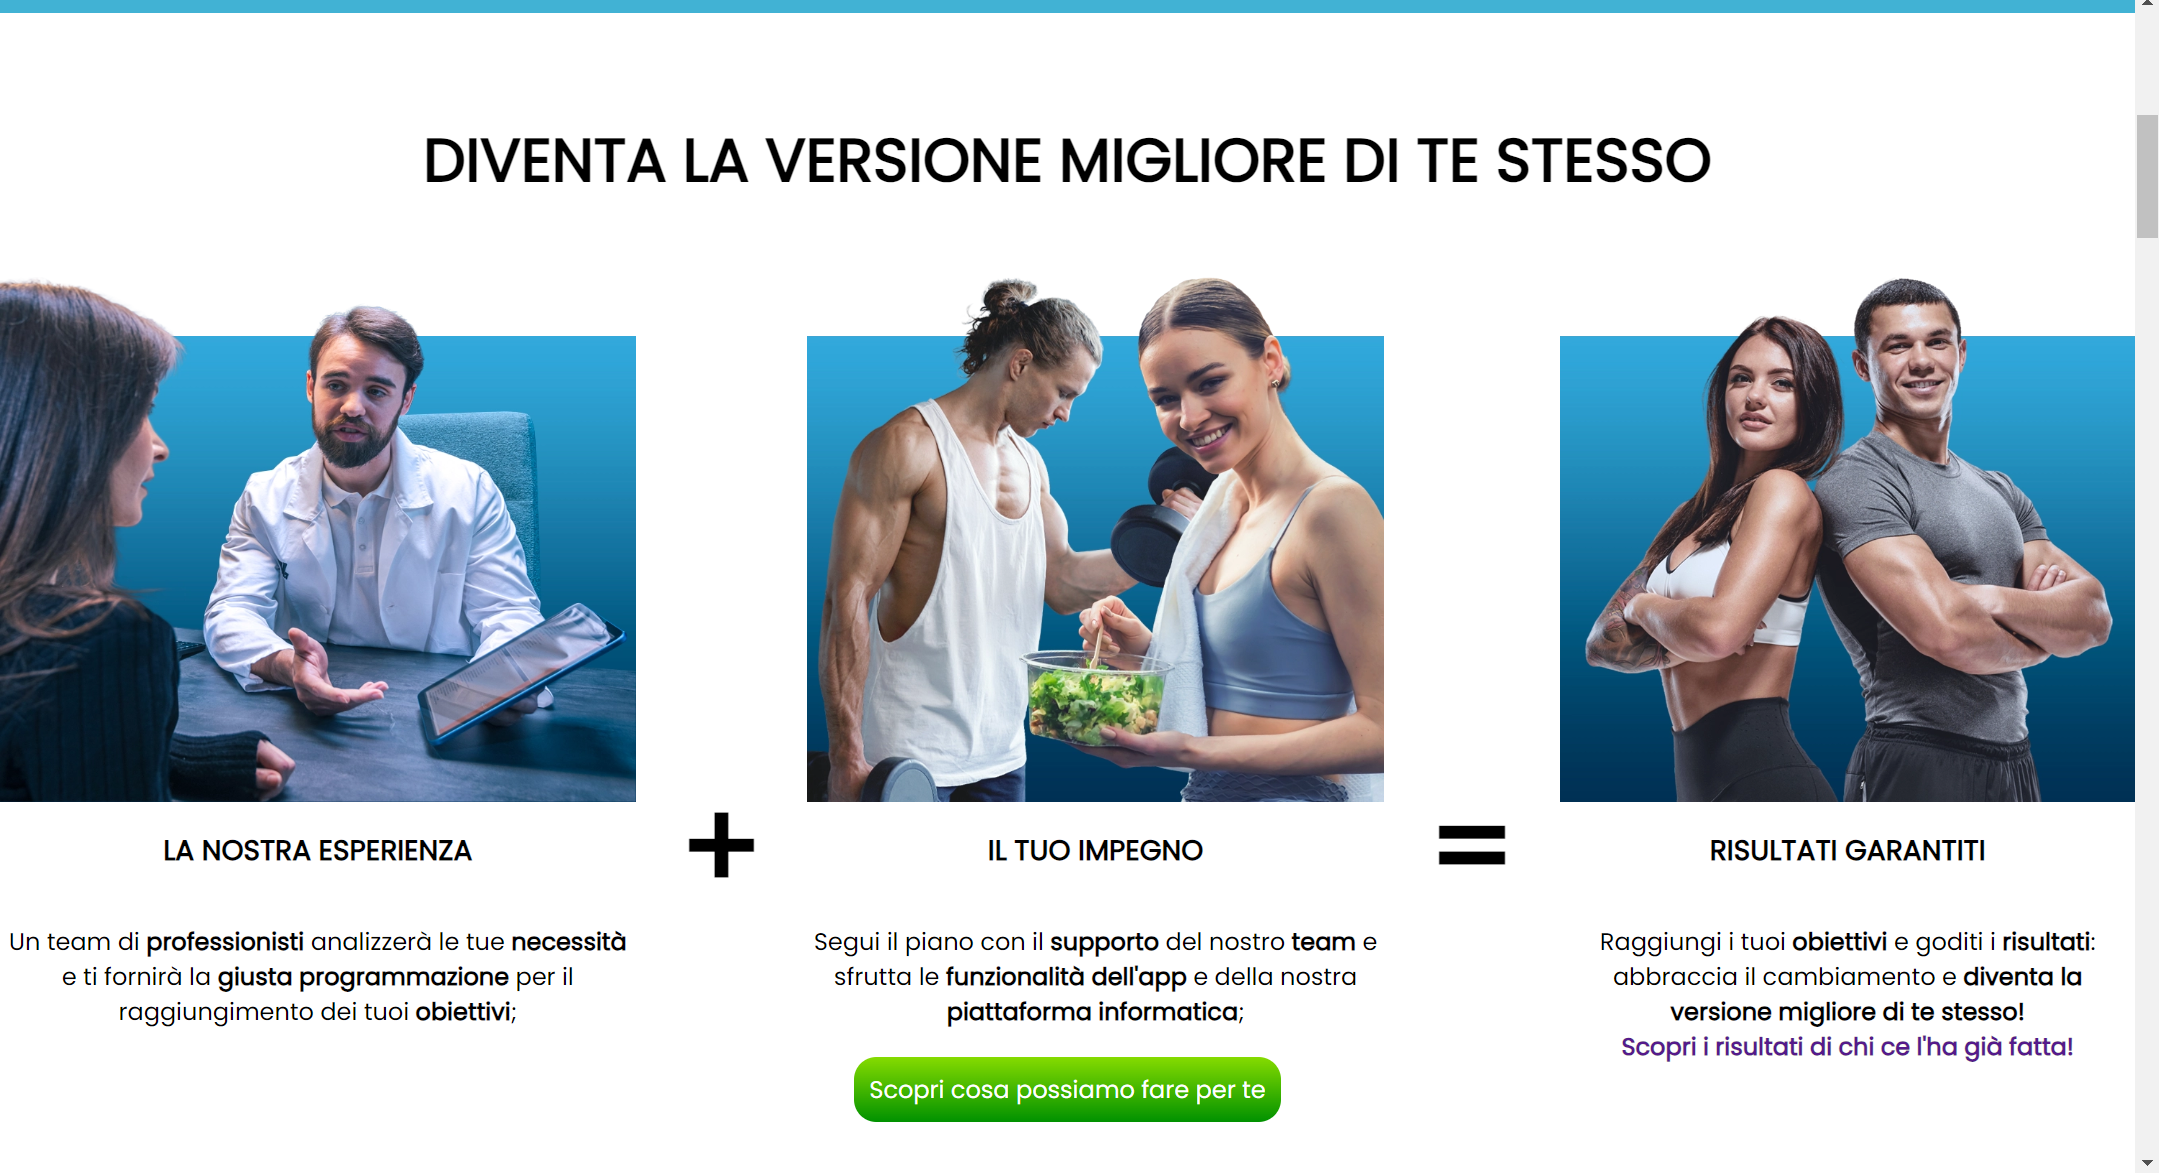 DIVENTA LA VERSIONE MIGLIORE DI TE STESSO
LA NOSTRA ESPERIENZA
Un team di professionisti analizzerà le tue necessità
e ti fornirà la giusta programmazione per il
raggiungimento dei tuoi obiettivi;
+
IL TUO IMPEGNO
Segui il piano con il supporto del nostro team e
sfrutta le funzionalità dell'app e della nostra
piattaforma informatica;
=
RISULTATI GARANTITI
Raggiungi i tuoi obiettivi e goditi i risultati:
abbraccia il cambiamento e diventa la
versione migliore di te stesso!
Scopri i risultati di chi ce l'ha già fatta!
Scopri cosa possiamo fare per te